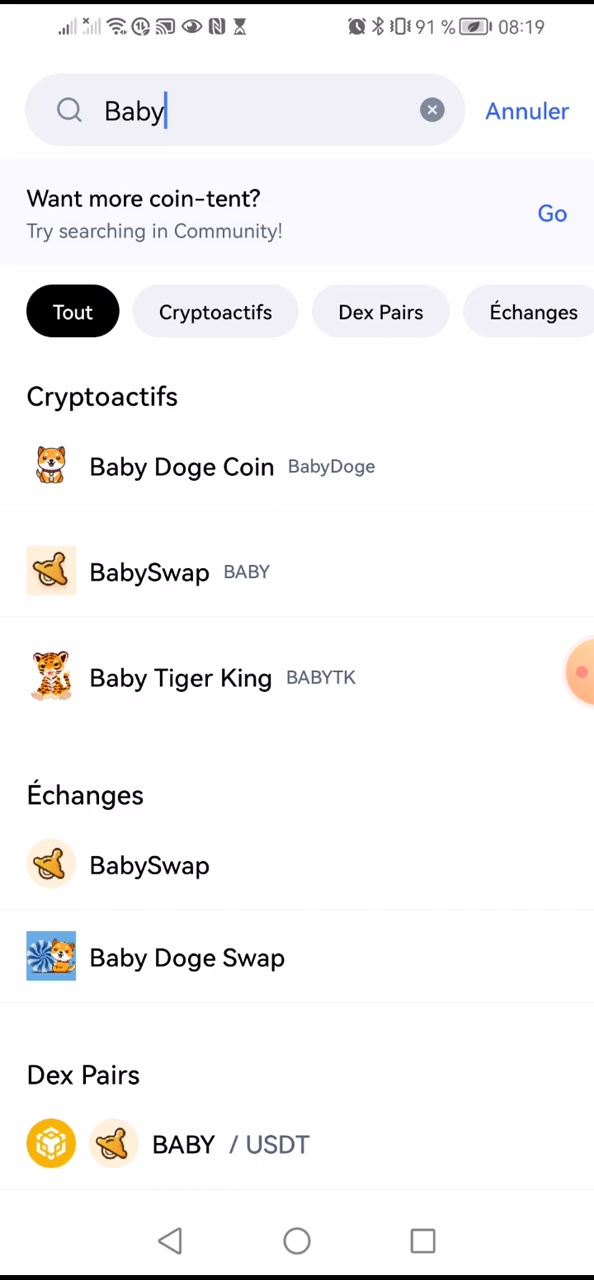 91 % 08:19
Baby Annuler
Want more coin-tent?
Try searching in Community!
Go
Tout Cryptoactifs Dex Pairs Échanges
Cryptoactifs
Baby Doge Coin BabyDoge
BabySwap BABY
Baby Tiger King BABYTK
Échanges
BabySwap
Baby Doge Swap
Dex Pairs
BABY / USDT